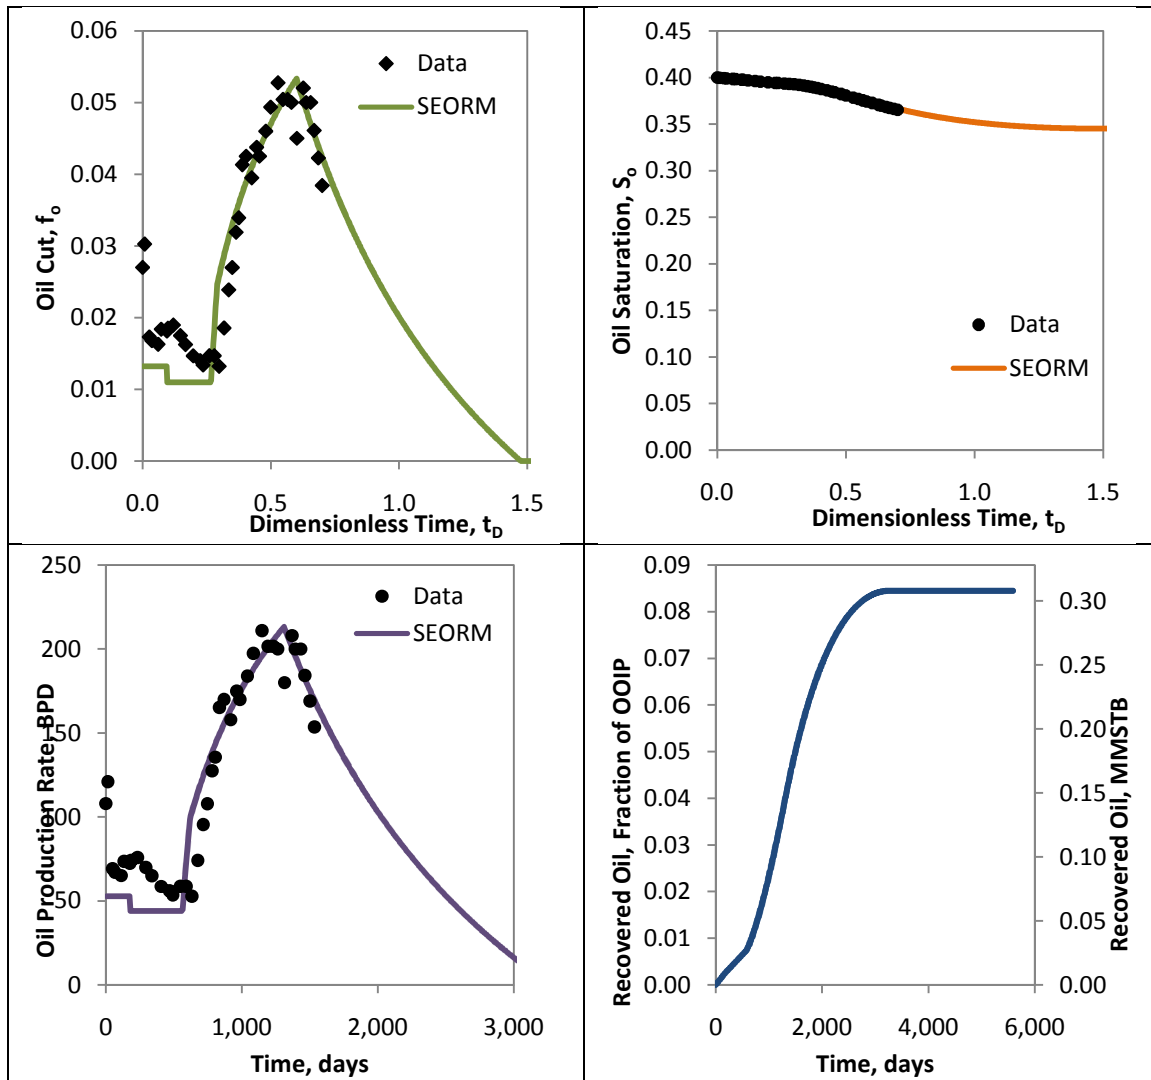 0.06
0.05
0.04
0.03
0.02
0.01
0.00
Oil Cut, fo
Data
SEORM
0.0 0.5 1.0 1.5
Dimensionless Time, tD
0.45
0.40
0.35
0.30
0.25
0.20
0.15
0.10
0.05
0.00
Oil Saturation, So
Data
SEORM
0.0 0.5 1.0 1.5
Dimensionless Time, tD
250
200
150
100
50
0
Oil Production Rate, BPD
Data
SEORM
0 1,000 2,000 3,000
Time, days
0.09
0.08
0.07
0.06
0.05
0.04
0.03
0.02
0.01
0.00
Recovered Oil, Fraction of OOIP
0.30
0.25
0.20
0.15
0.10
0.05
0.00
Recovered Oil, MMSTB
0 2,000 4,000 6,000
Time, days